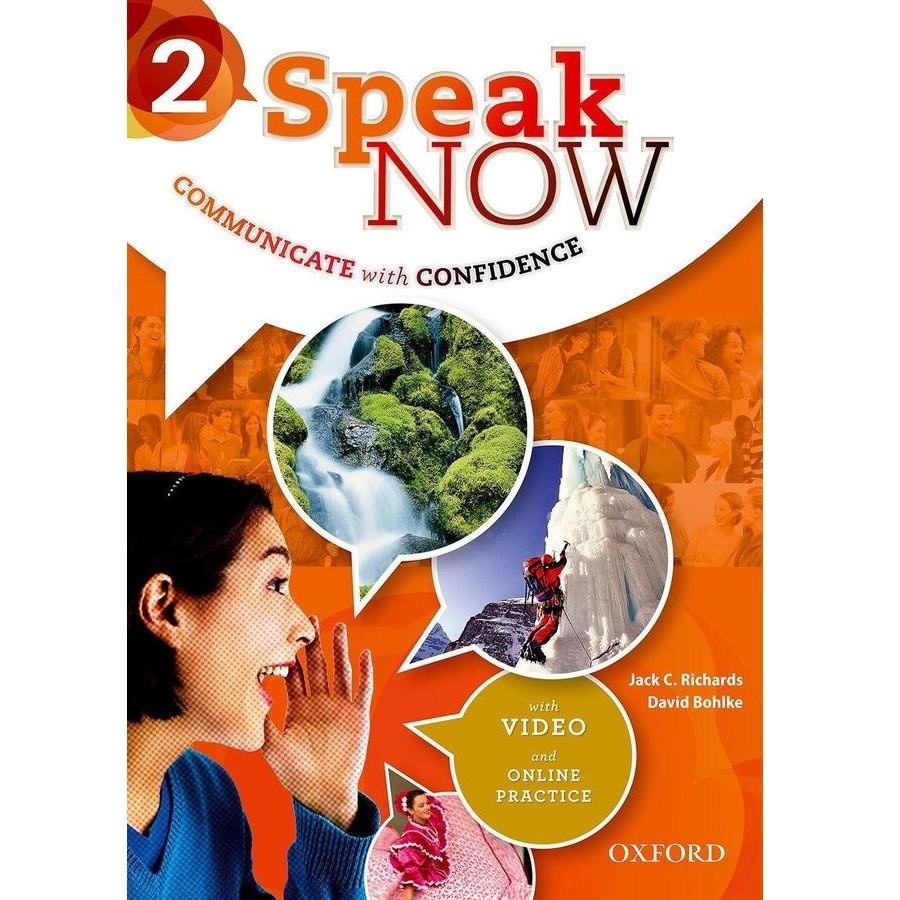 2
Speak
NOW
COMMUNICATE with CONFIDENCE
Jack C. Richards
David Bohlke
with
VIDEO
and
ONLINE
PRACTICE
OXFORD